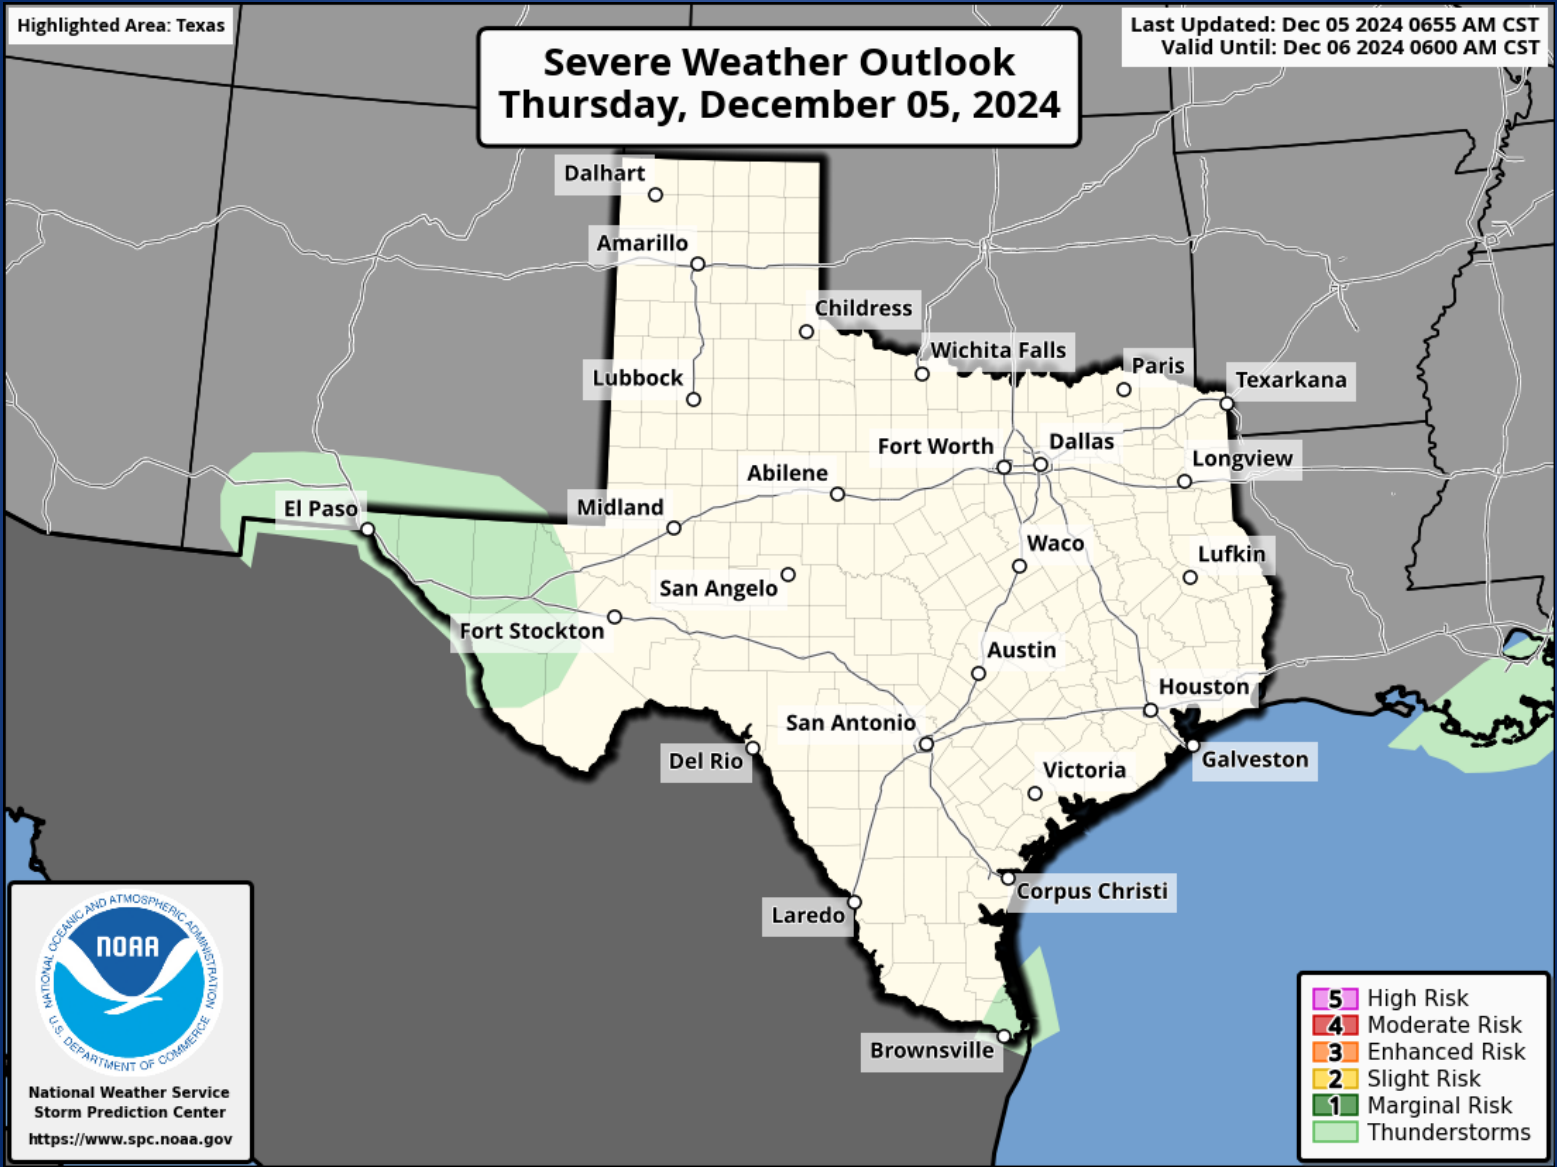 Highlighted Area: Texas
Last Updated: Dec 05 2024 0655 AM CST
Valid Until: Dec 06 2024 0600 AM CST
Severe Weather Outlook
Thursday, December 05, 2024
Dalhart
Amarillo
Childress
Wichita Falls
Paris
Texarkana
Lubbock
Fort Worth
Dallas
Longview
Abilene
Midland
El Paso
Waco
Lufkin
San Angelo
Fort Stockton
Austin
Houston
San Antonio
Del Rio
Galveston
Victoria
Corpus Christi
Laredo
Brownsville
NATIONAL OCEANIC AND ATMOSPHERIC ADMINISTRATION
NOAA
U.S. DEPARTMENT OF COMMERCE
National Weather Service
Storm Prediction Center
https://www.spc.noaa.gov
5 High Risk
4 Moderate Risk
3 Enhanced Risk
2 Slight Risk
1 Marginal Risk
Thunderstorms